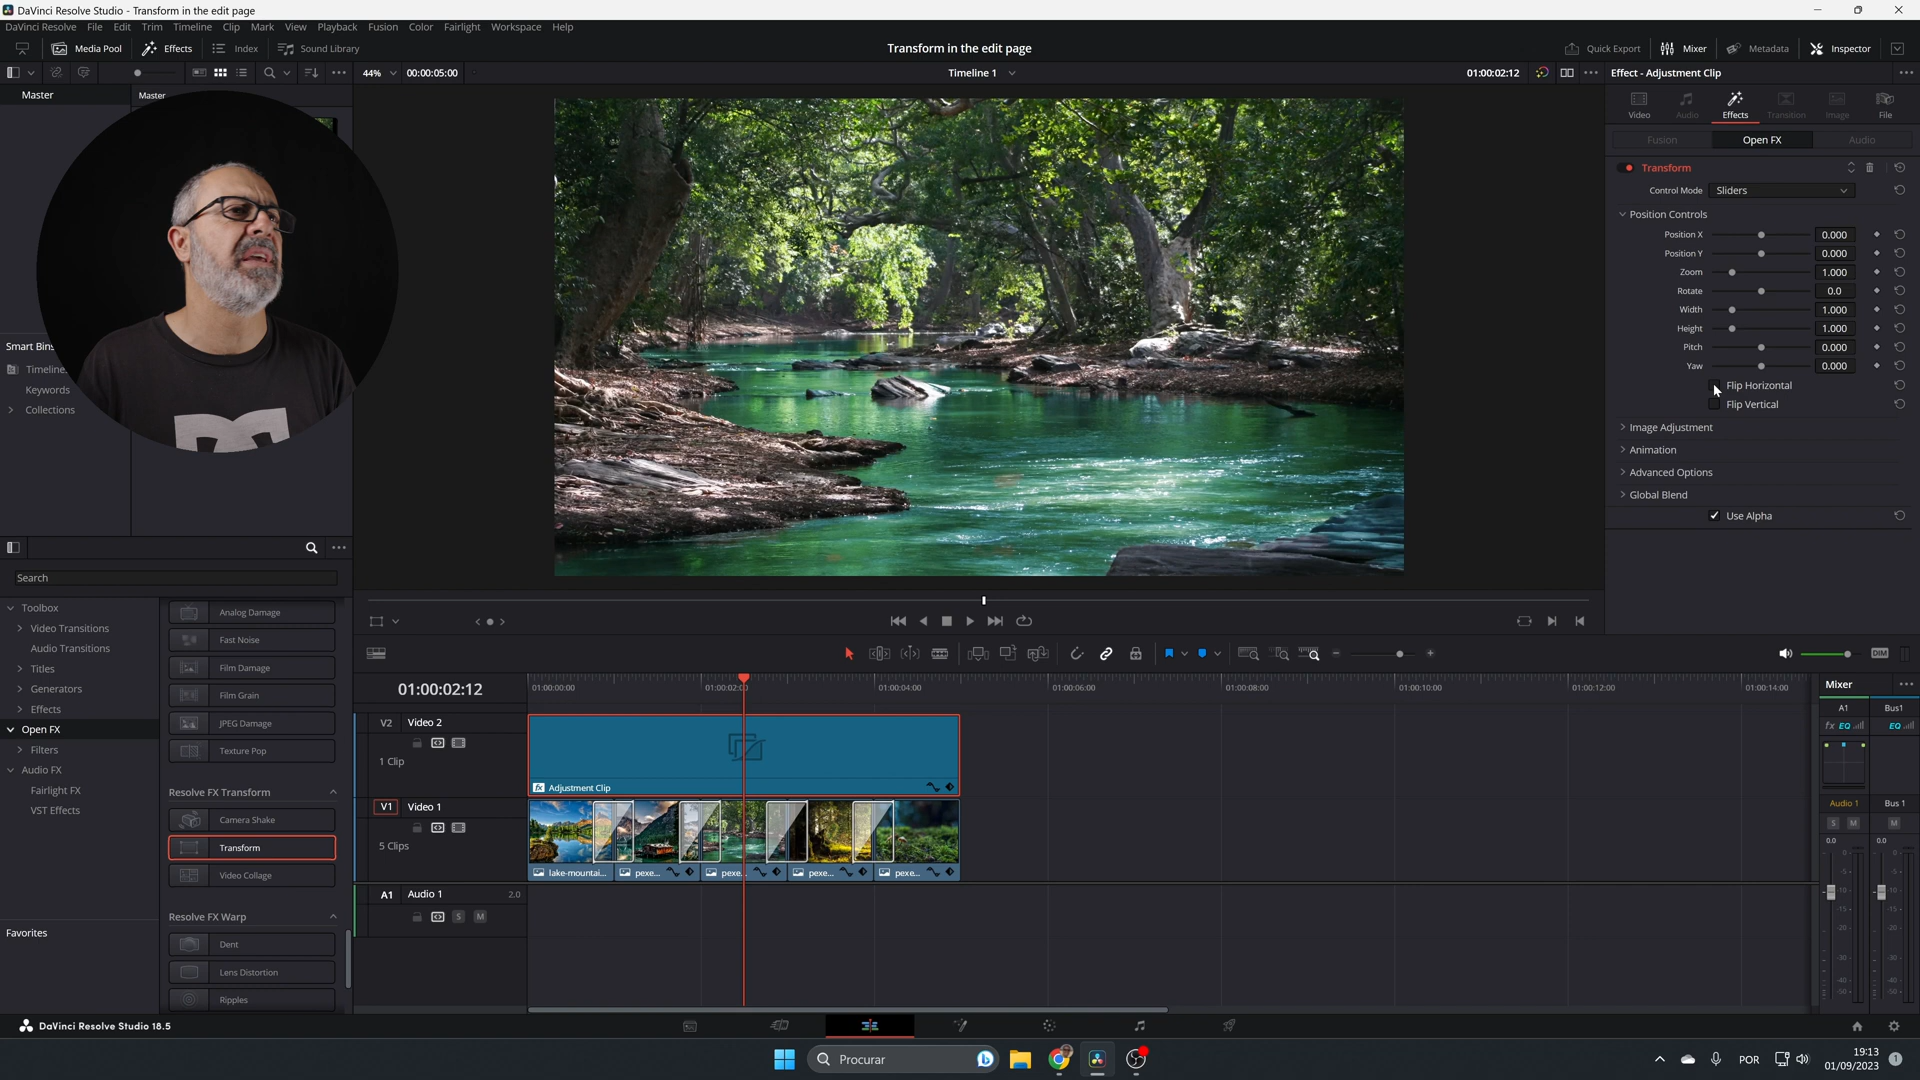 DaVinci Resolve Studio - Transform in the edit page
DaVinci Resolve File Edit Trim Timeline Clip Mark View Playback Fusion Color Fairlight Workspace Help
Media Pool Effects Index Sound Library Transform in the edit page Quick Export Mixer Metadata Inspector
44% 00:00:05:00 Timeline 1 01:00:02:12 Effect - Adjustment Clip
Master Master
Video Audio Effects Transition Image File
Fusion Open FX Audio
Transform
Control Mode Sliders
Position Controls
Position X 0.000
Position Y 0.000
Zoom 1.000
Rotate 0.0
Width 1.000
Height 1.000
Pitch 0.000
Yaw 0.000
Flip Horizontal
Flip Vertical
Image Adjustment
Animation
Advanced Options
Global Blend
Use Alpha
Smart Bins
Timeline
Keywords
Collections
Search
Toolbox
Video Transitions
Audio Transitions
Titles
Generators
Effects
Open FX
Filters
Audio FX
Fairlight FX
VST Effects
Favorites
Analog Damage
Fast Noise
Film Damage
Film Grain
JPEG Damage
Texture Pop
Resolve FX Transform
Camera Shake
Transform
Video Collage
Resolve FX Warp
Dent
Lens Distortion
Ripples
DIM
01:00:02:12 01:00:00:00 01:00:02:00 01:00:04:00 01:00:06:00 01:00:08:00 01:00:10:00 01:00:12:00 01:00:14:00
V2 Video 2
1 Clip
fx Adjustment Clip
V1 Video 1
5 Clips
lake-mountai... pexe... pexe... pexe... pexe...
A1 Audio 1 2.0
S M
Mixer
A1 Bus1
fx EQ EQ
Audio 1 Bus 1
S M M
0.0 0.0
DaVinci Resolve Studio 18.5
Procurar
POR
19:13
01/09/2023
1